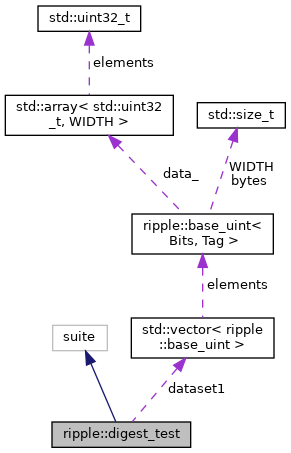 std::uint32_t
elements
std::array< std::uint32
_t, WIDTH >
std::size_t
data_
WIDTH
bytes
ripple::base_uint<
Bits, Tag >
elements
suite
std::vector< ripple
::base_uint >
dataset1
ripple::digest_test